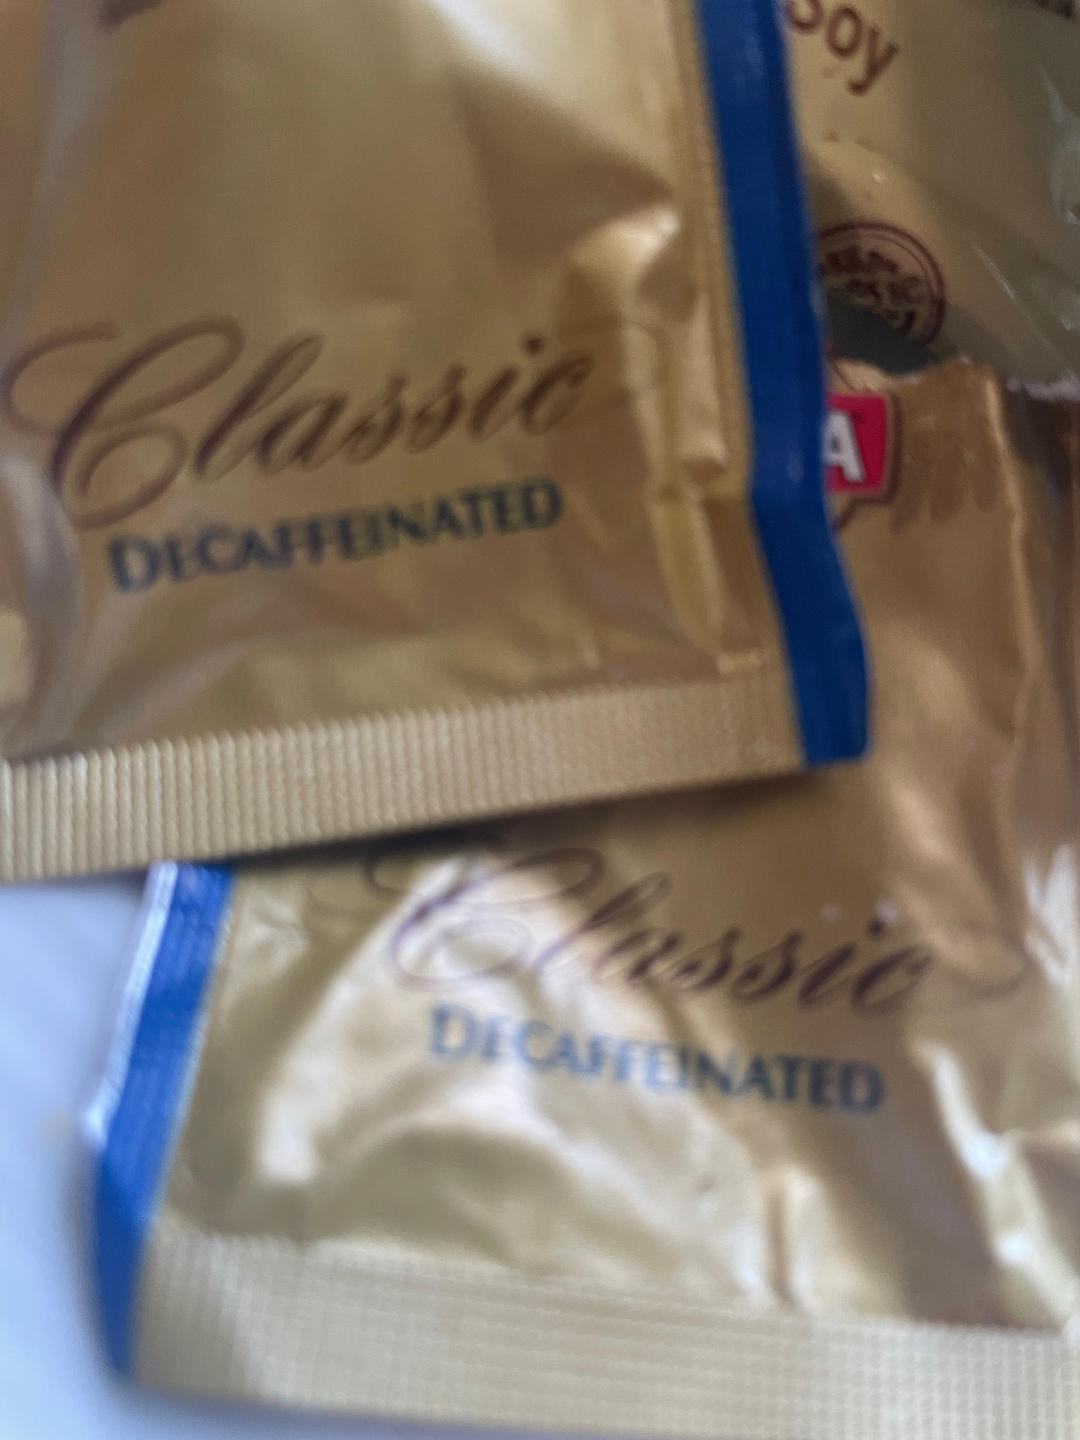 Soy
A
Classic
DECAFFEINATED
Classic
DECAFFEINATED